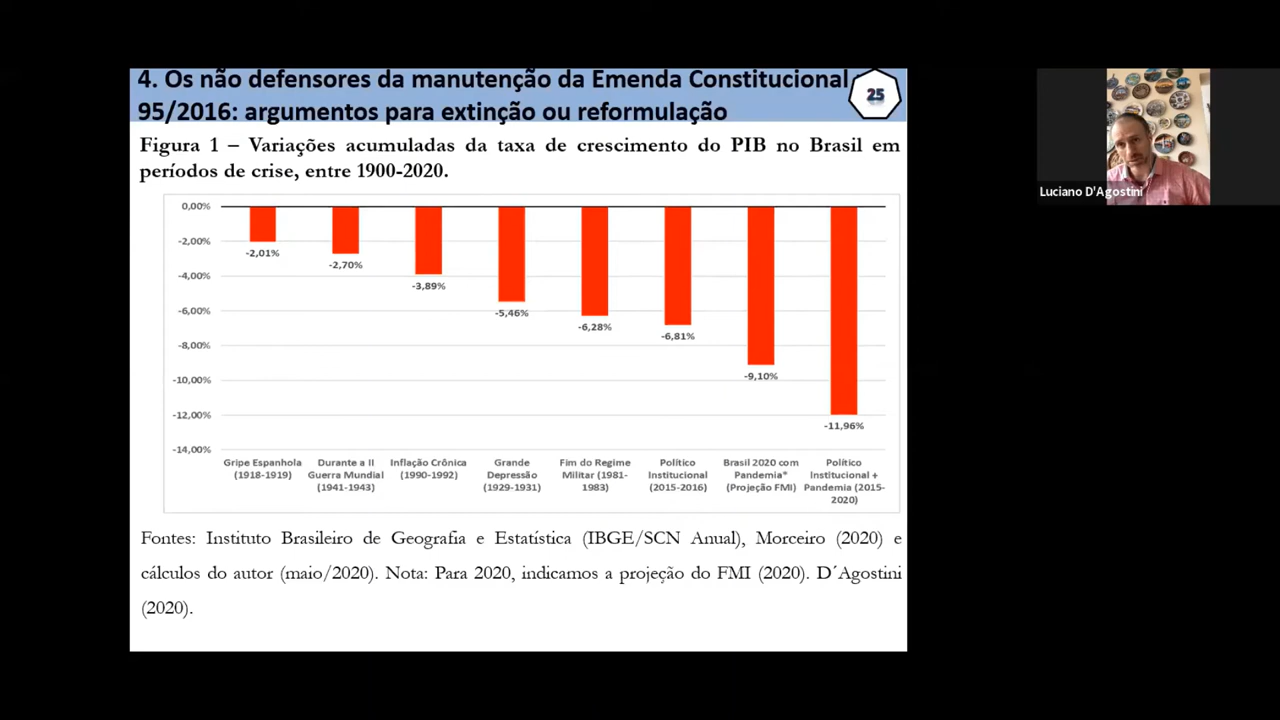 4. Os não defensores da manutenção da Emenda Constitucional
95/2016: argumentos para extinção ou reformulação
25
Figura 1 – Variações acumuladas da taxa de crescimento do PIB no Brasil em
períodos de crise, entre 1900-2020.
0,00%
-2,00%
-4,00%
-6,00%
-8,00%
-10,00%
-12,00%
-14,00%
-2,01%
-2,70%
-3,89%
-5,46%
-6,28%
-6,81%
-9,10%
-11,96%
Gripe Espanhola
(1918-1919)
Durante a II
Guerra Mundial
(1941-1943)
Inflação Crônica
(1990-1992)
Grande
Depressão
(1929-1931)
Fim do Regime
Militar (1981-
1983)
Político
Institucional
(2015-2016)
Brasil 2020 com
Pandemia*
(Projeção FMI)
Político
Institucional +
Pandemia (2015-
2020)
Fontes: Instituto Brasileiro de Geografia e Estatística (IBGE/SCN Anual), Morceiro (2020) e
cálculos do autor (maio/2020). Nota: Para 2020, indicamos a projeção do FMI (2020). D´Agostini
(2020).
Luciano D'Agostini